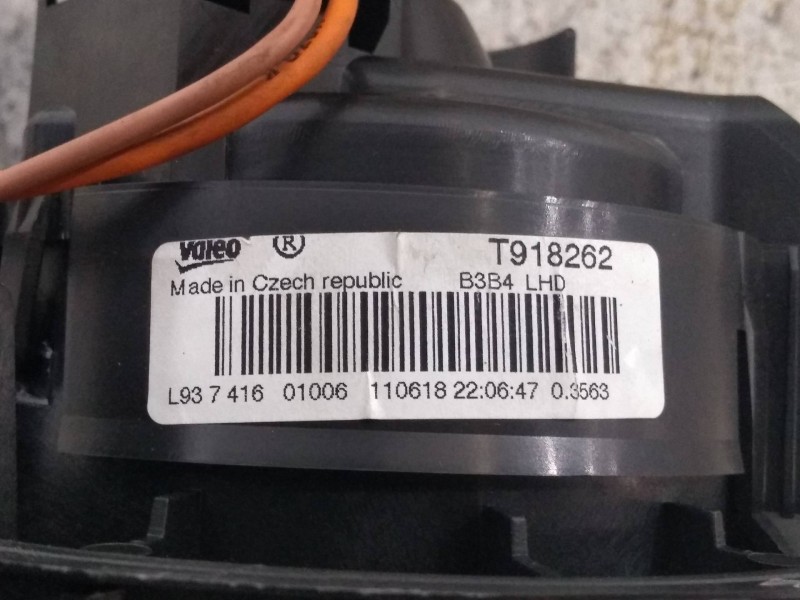 Valeo ® T918262
Made in Czech republic B3B4 LHD
L93 7 416 01006 110618 22:06:47 0.3563